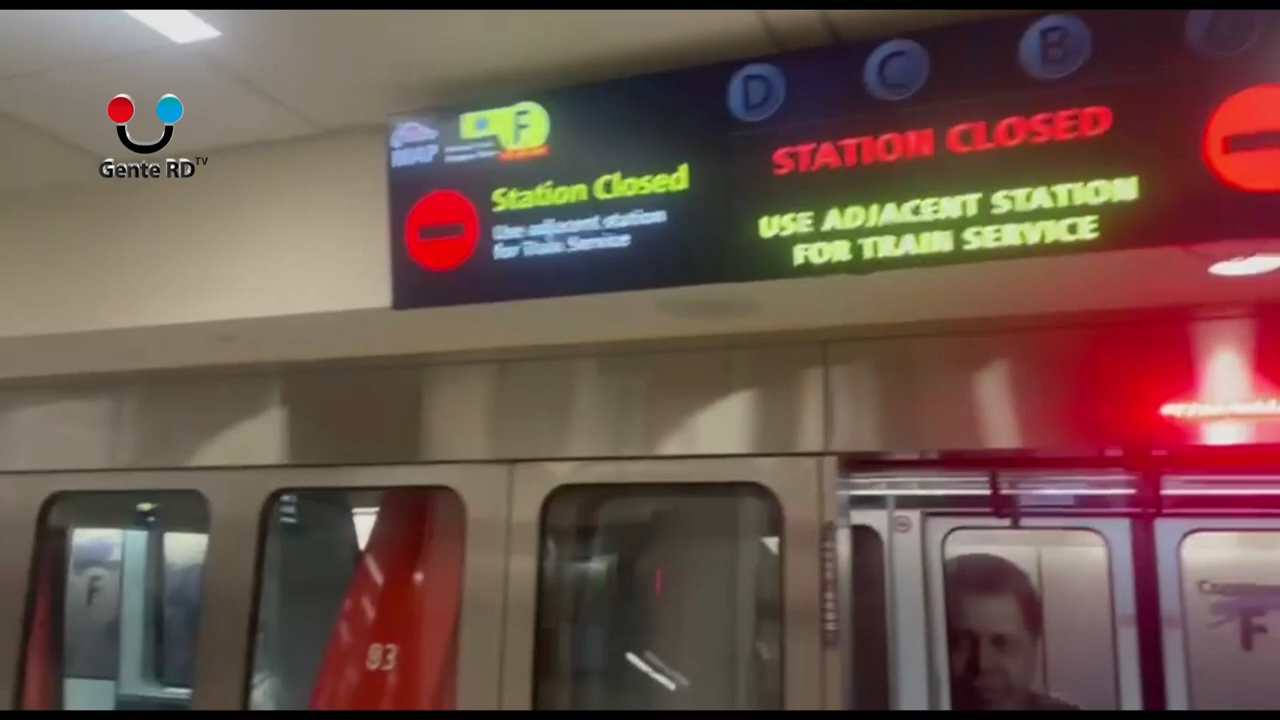 Gente RD TV
D C B
F
Station Closed
Use adjacent station
for Train Service
STATION CLOSED
USE ADJACENT STATION
FOR TRAIN SERVICE
F
03
F